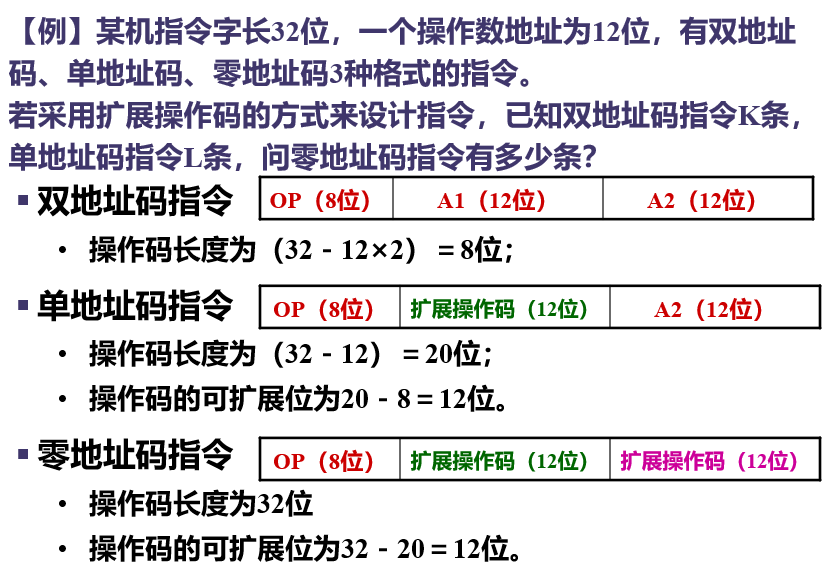 【例】某机指令字长32位，一个操作数地址为12位，有双地址
码、单地址码、零地址码3种格式的指令。
若采用扩展操作码的方式来设计指令，已知双地址码指令K条，
单地址码指令L条，问零地址码指令有多少条？
▪ 双地址码指令 OP（8位） A1（12位） A2（12位）
• 操作码长度为（32－12×2）＝8位；
▪ 单地址码指令 OP（8位） 扩展操作码（12位） A2（12位）
• 操作码长度为（32－12）＝20位；
• 操作码的可扩展位为20－8＝12位。
▪ 零地址码指令 OP（8位） 扩展操作码（12位） 扩展操作码（12位）
• 操作码长度为32位
• 操作码的可扩展位为32－20＝12位。